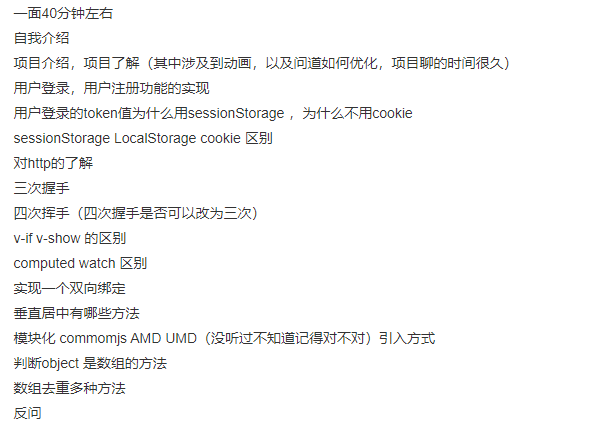 一面40分钟左右
自我介绍
项目介绍，项目了解（其中涉及到动画，以及问道如何优化，项目聊的时间很久）
用户登录，用户注册功能的实现
用户登录的token值为什么用sessionStorage ，为什么不用cookie
sessionStorage LocalStorage cookie 区别
对http的了解
三次握手
四次挥手（四次握手是否可以改为三次）
v-if v-show 的区别
computed watch 区别
实现一个双向绑定
垂直居中有哪些方法
模块化 commomjs AMD UMD（没听过不知道记得对不对）引入方式
判断object 是数组的方法
数组去重多种方法
反问